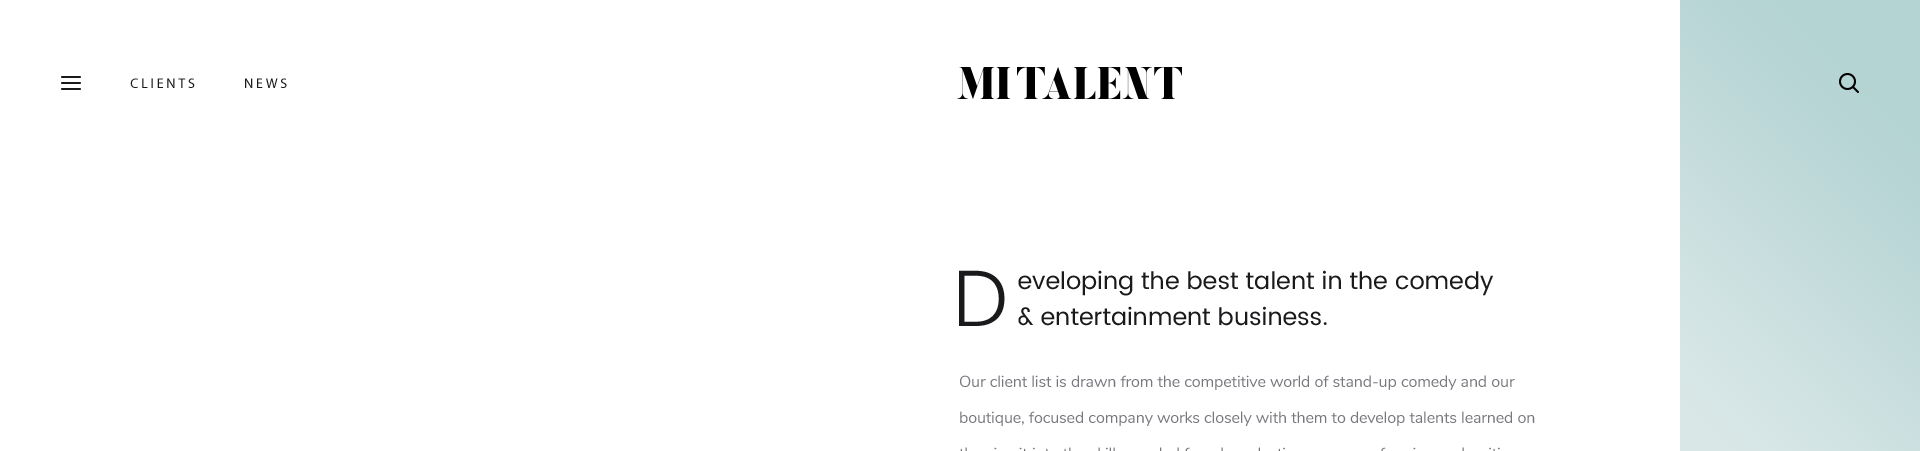 CLIENTS NEWS MI TALENT
Developing the best talent in the comedy
& entertainment business.
Our client list is drawn from the competitive world of stand-up comedy and our
boutique, focused company works closely with them to develop talents learned on